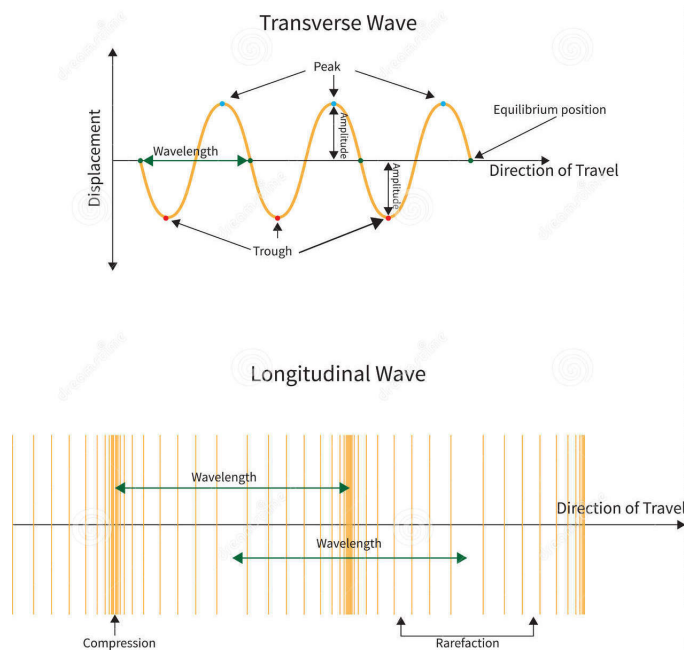 Transverse Wave
Peak
Equilibrium position
Displacement
Amplitude
Wavelength
Direction of Travel
Amplitude
Trough
Longitudinal Wave
Wavelength
Direction of Travel
Wavelength
Compression
Rarefaction